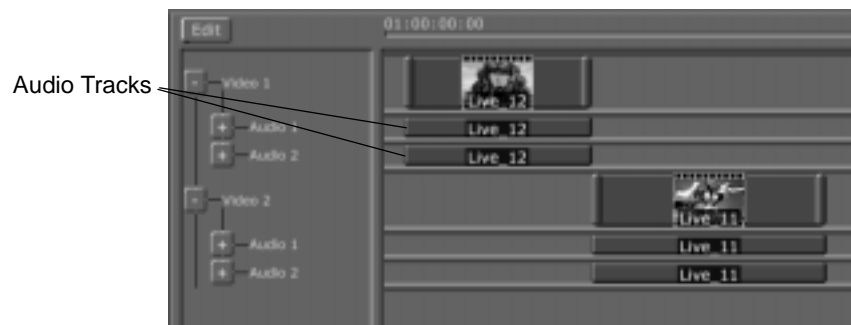 Edit
01:00:00:00
Audio Tracks
Video 1
Live_12
Audio 1
Live_12
Audio 2
Live_12
Video 2
Live_11
Audio 1
Live_11
Audio 2
Live_11